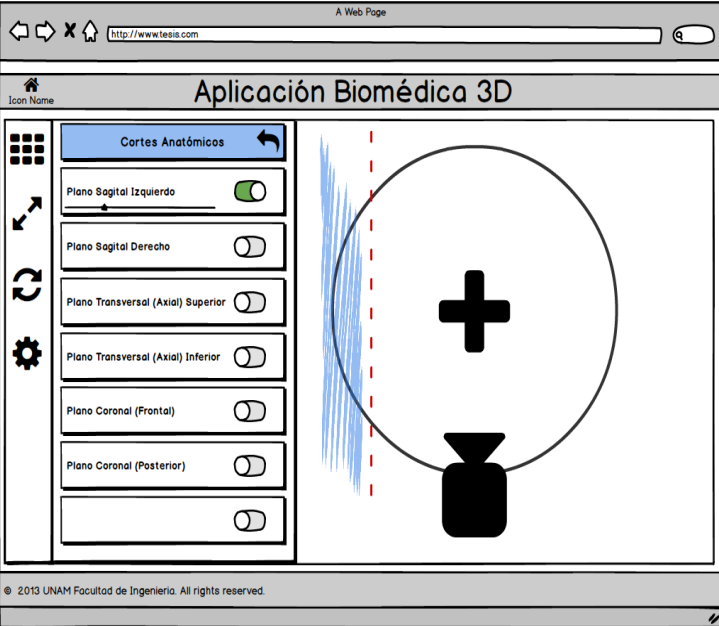 A Web Page
http://www.tesis.com
Icon Name
Aplicación Biomédica 3D
Cortes Anatómicos
Plano Sagital Izquierdo
Plano Sagital Derecho
Plano Transversal (Axial) Superior
Plano Transversal (Axial) Inferior
Plano Coronal (Frontal)
Plano Coronal (Posterior)
© 2013 UNAM Facultad de Ingenieria. All rights reserved.